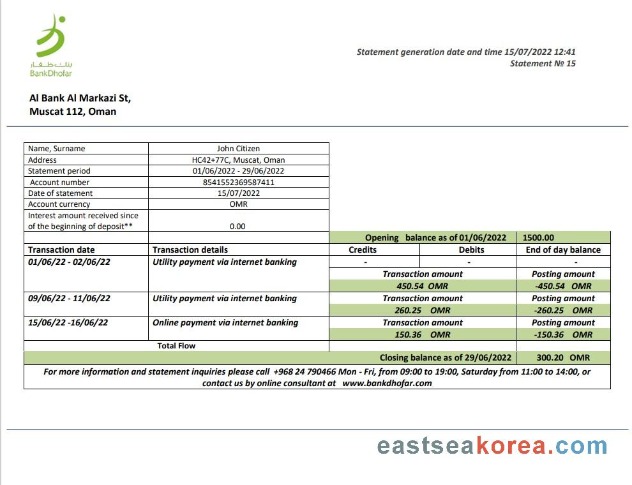 Statement generation date and time 15/07/2022 12:41
Statement № 15
بنك ظفار
BankDhofar
Al Bank Al Markazi St,
Muscat 112, Oman
Name, Surname John Citizen
Address HC42+77C, Muscat, Oman
Statement period 01/06/2022 - 29/06/2022
Account number 8541552369587411
Date of statement 15/07/2022
Account currency OMR
Interest amount received since
of the beginning of deposit** 0.00
Opening balance as of 01/06/2022 1500.00
Transaction date Transaction details Credits Debits End of day balance
01/06/22 - 02/06/22 Utility payment via internet banking - - -
Transaction amount Posting amount
450.54 OMR -450.54 OMR
09/06/22 - 11/06/22 Utility payment via internet banking Transaction amount Posting amount
260.25 OMR -260.25 OMR
15/06/22 -16/06/22 Online payment via internet banking Transaction amount Posting amount
150.36 OMR -150.36 OMR
Total Flow
Closing balance as of 29/06/2022 300.20 OMR
For more information and statement inquiries please call +968 24 790466 Mon - Fri, from 09:00 to 19:00, Saturday from 11:00 to 14:00, or
contact us by online consultant at www.bankdhofar.com
eastseakorea.com